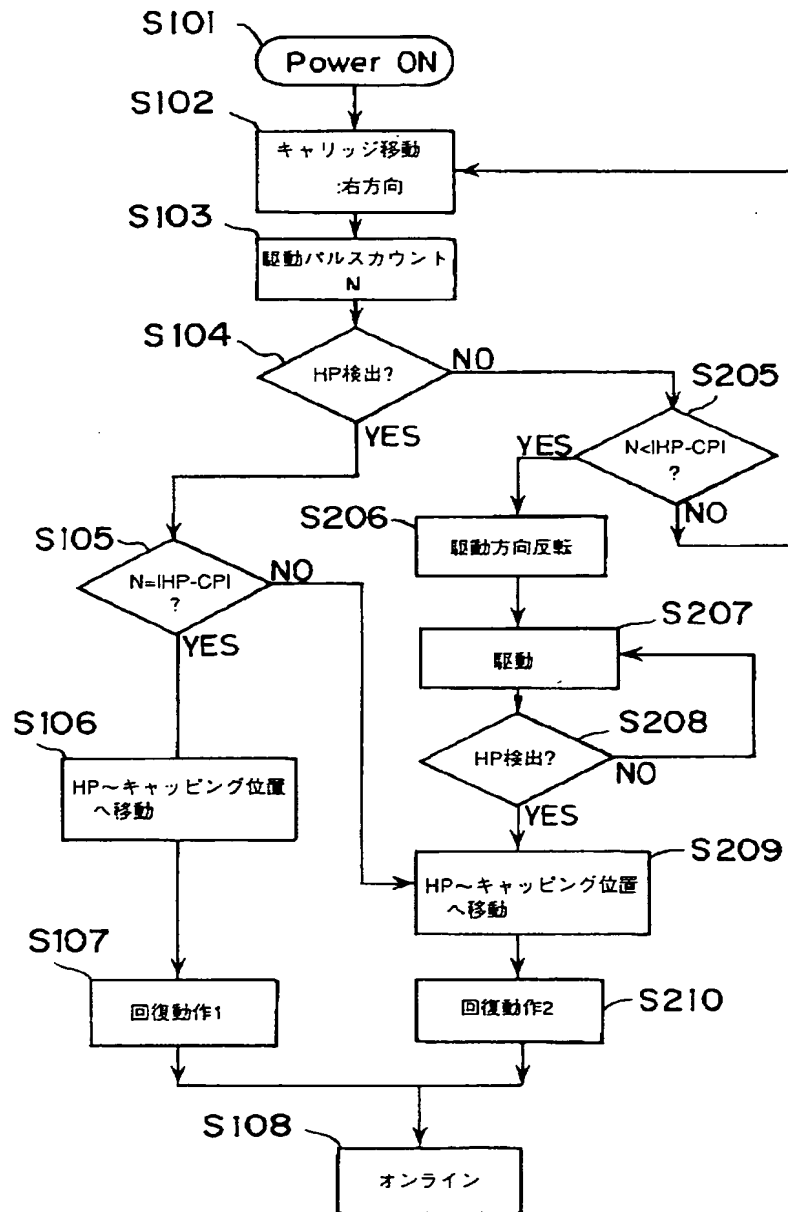 S101
Power ON
S102
キャリッジ移動
:右方向
S103
駆動パルスカウント
N
S104
HP検出?
NO
YES
S205
N<IHP-CPI
?
YES
NO
S105
N=IHP-CPI
?
NO
YES
S206
駆動方向反転
S207
駆動
S208
HP検出?
NO
YES
S106
HP～キャッピング位置
へ移動
S209
HP～キャッピング位置
へ移動
S107
回復動作1
S210
回復動作2
S108
オンライン